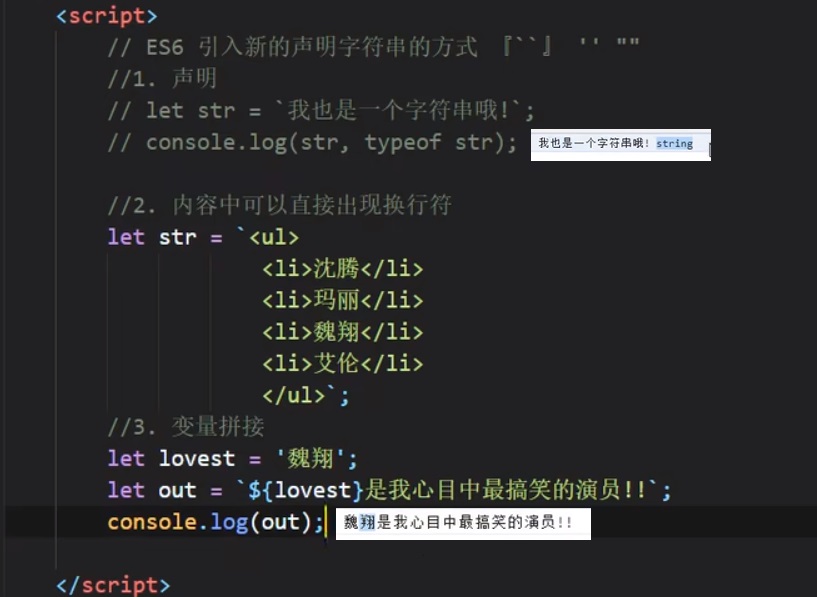 <script>
// ES6 引入新的声明字符串的方式 『``』 '' ""
//1. 声明
// let str = `我也是一个字符串哦!`;
// console.log(str, typeof str); 我也是一个字符串哦! string
//2. 内容中可以直接出现换行符
let str = `<ul>
<li>沈腾</li>
<li>玛丽</li>
<li>魏翔</li>
<li>艾伦</li>
</ul>`;
//3. 变量拼接
let lovest = '魏翔';
let out = `${lovest}是我心目中最搞笑的演员!!`;
console.log(out); 魏翔是我心目中最搞笑的演员!!
</script>